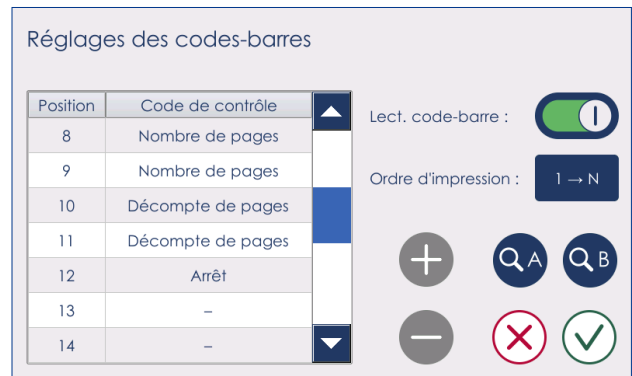 Réglages des codes-barres
Position Code de contrôle
8 Nombre de pages
9 Nombre de pages
10 Décompte de pages
11 Décompte de pages
12 Arrêt
13 –
14 –
Lect. code-barre :
Ordre d'impression : 1 → N
A B